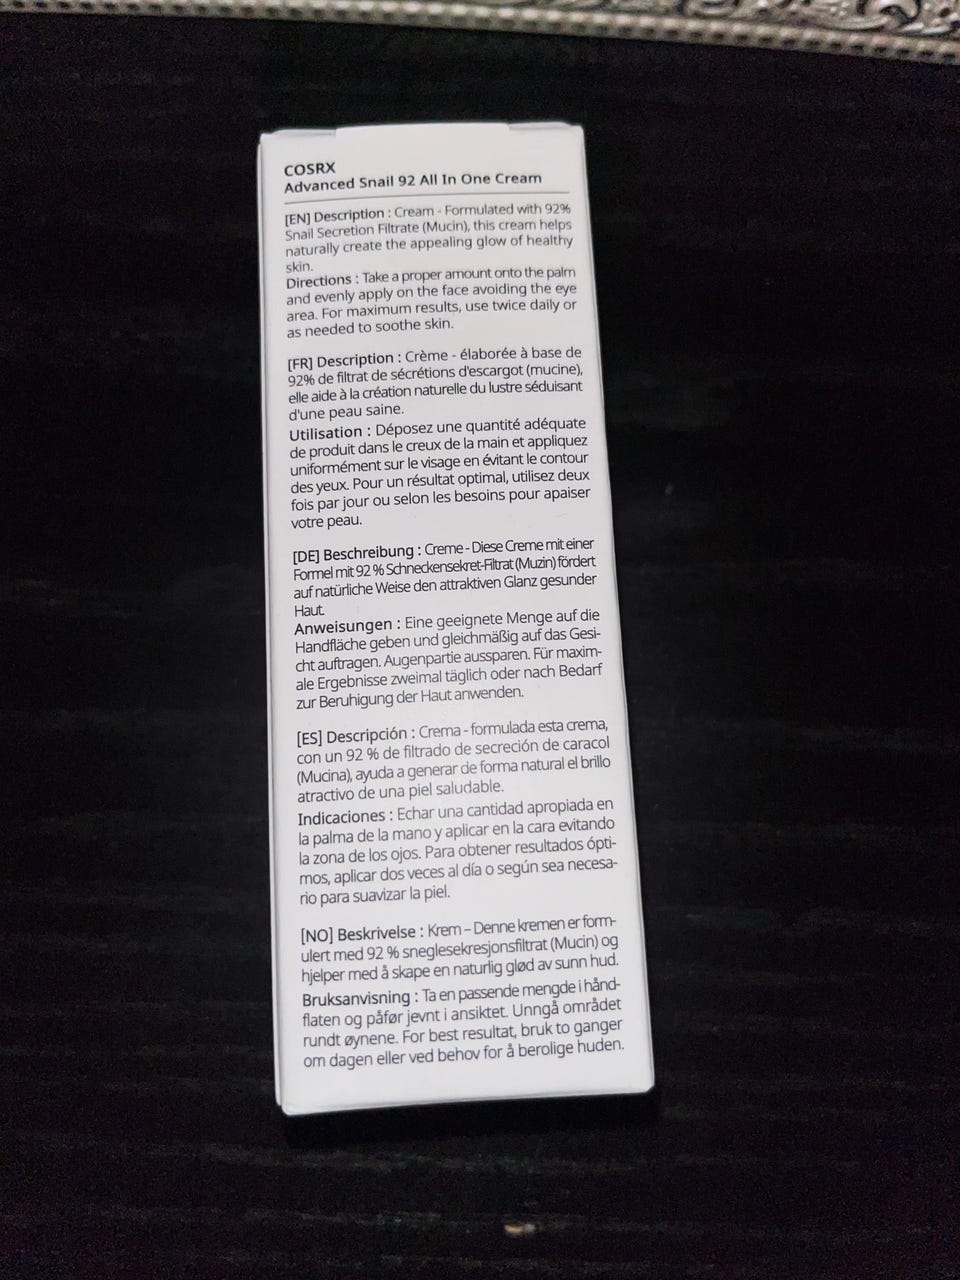 COSRX
Advanced Snail 92 All In One Cream
[EN] Description : Cream - Formulated with 92%
Snail Secretion Filtrate (Mucin), this cream helps
naturally create the appealing glow of healthy
skin.
Directions : Take a proper amount onto the palm
and evenly apply on the face avoiding the eye
area. For maximum results, use twice daily or
as needed to soothe skin.
[FR] Description : Crème - élaborée à base de
92% de filtrat de sécrétions d'escargot (mucine),
elle aide à la création naturelle du lustre séduisant
d'une peau saine.
Utilisation : Déposez une quantité adéquate
de produit dans le creux de la main et appliquez
uniformément sur le visage en évitant le contour
des yeux. Pour un résultat optimal, utilisez deux
fois par jour ou selon les besoins pour apaiser
votre peau.
[DE] Beschreibung : Creme - Diese Creme mit einer
Formel mit 92 % Schneckensekret-Filtrat (Muzin) fördert
auf natürliche Weise den attraktiven Glanz gesunder
Haut.
Anweisungen : Eine geeignete Menge auf die
Handfläche geben und gleichmäßig auf das Gesi-
cht auftragen. Augenpartie aussparen. Für maxim-
ale Ergebnisse zweimal täglich oder nach Bedarf
zur Beruhigung der Haut anwenden.
[ES] Descripción : Crema - formulada esta crema,
con un 92 % de filtrado de secreción de caracol
(Mucina), ayuda a generar de forma natural el brillo
atractivo de una piel saludable.
Indicaciones : Echar una cantidad apropiada en
la palma de la mano y aplicar en la cara evitando
la zona de los ojos. Para obtener resultados ópti-
mos, aplicar dos veces al día o según sea necesa-
rio para suavizar la piel.
[NO] Beskrivelse : Krem – Denne kremen er form-
ulert med 92 % sneglesekresjonsfiltrat (Mucin) og
hjelper med å skape en naturlig glød av sunn hud.
Bruksanvisning : Ta en passende mengde i hånd-
flaten og påfør jevnt i ansiktet. Unngå området
rundt øynene. For best resultat, bruk to ganger
om dagen eller ved behov for å berolige huden.